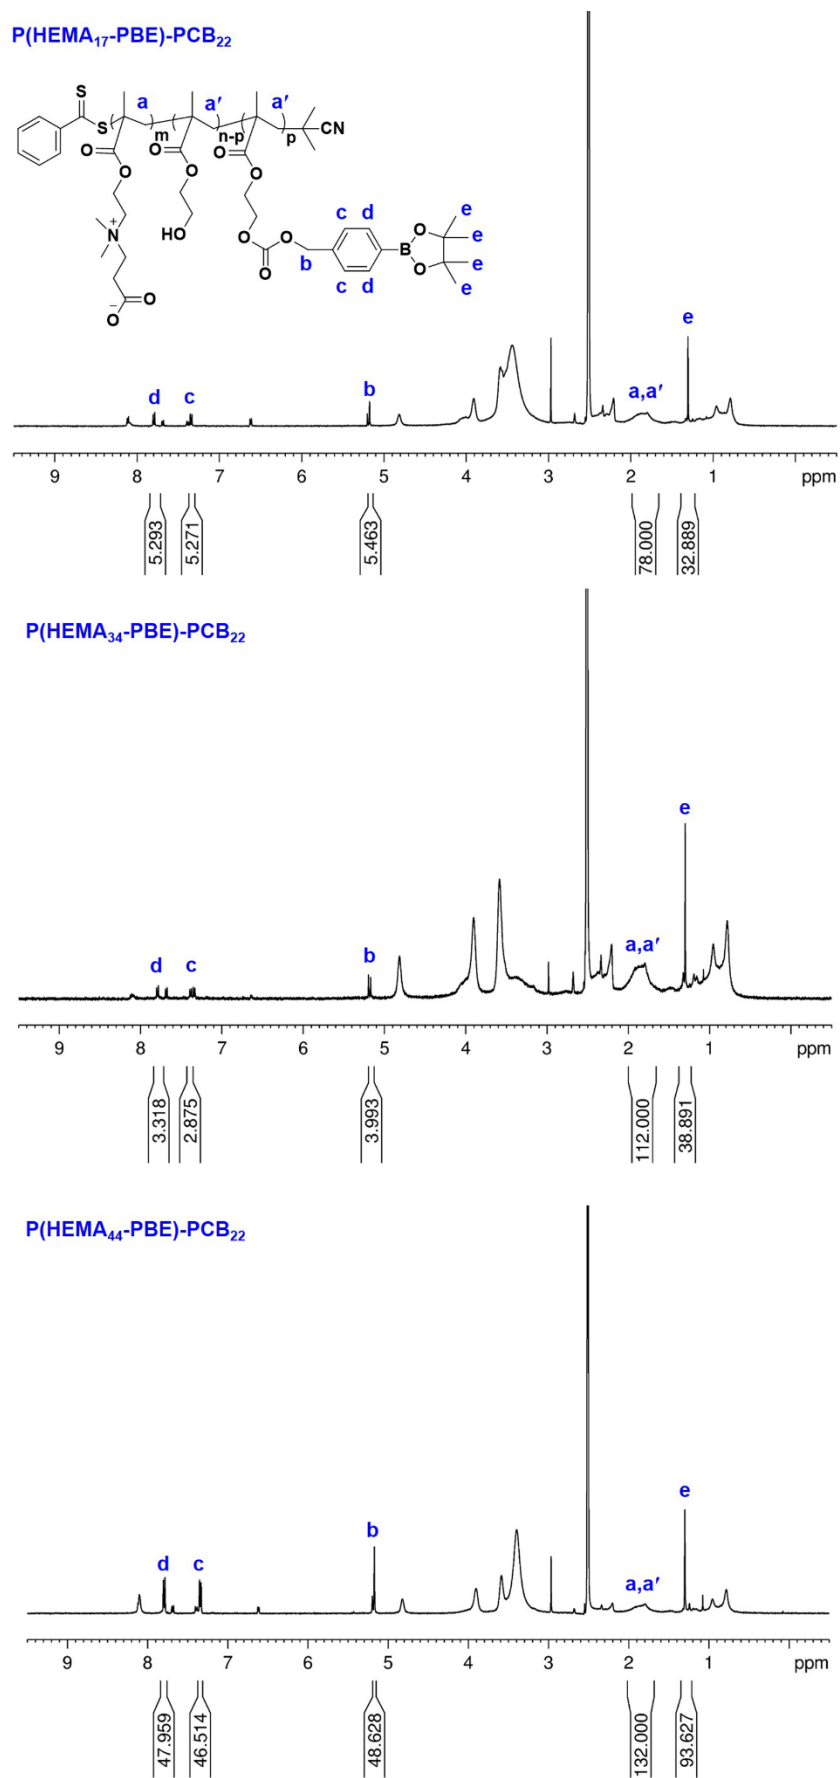 P(HEMA₁₇-PBE)-PCB₂₂
S
a
a′
a′
S
m
n-p
p
CN
O
O
O
O
O
O
HO
c
d
e
O
O
O
B
O
e
N
+
b
O
O
e
c
d
e
O
−
O
d
c
b
a,a′
e
9 8 7 6 5 4 3 2 1 ppm
5.293
5.271
5.463
78.000
32.889
P(HEMA₃₄-PBE)-PCB₂₂
d
c
b
a,a′
e
9 8 7 6 5 4 3 2 1 ppm
3.318
2.875
3.993
112.000
38.891
P(HEMA₄₄-PBE)-PCB₂₂
d
c
b
a,a′
e
9 8 7 6 5 4 3 2 1 ppm
47.959
46.514
48.628
132.000
93.627